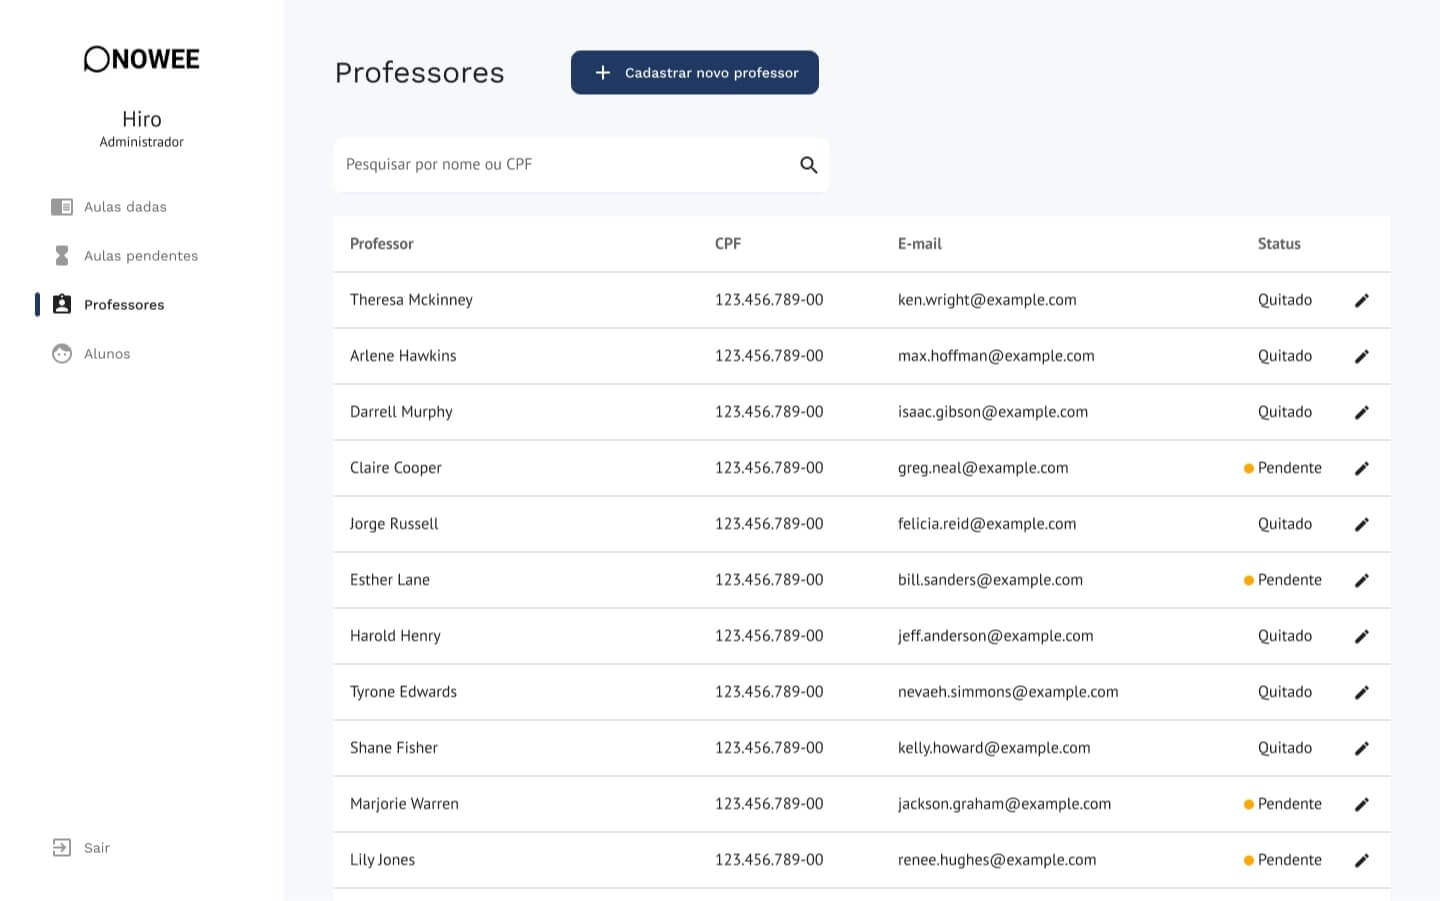 NOWEE
Hiro
Administrador
Aulas dadas
Aulas pendentes
Professores
Alunos
Sair
Professores
Cadastrar novo professor
Pesquisar por nome ou CPF
Professor CPF E-mail Status
Theresa Mckinney 123.456.789-00 ken.wright@example.com Quitado
Arlene Hawkins 123.456.789-00 max.hoffman@example.com Quitado
Darrell Murphy 123.456.789-00 isaac.gibson@example.com Quitado
Claire Cooper 123.456.789-00 greg.neal@example.com Pendente
Jorge Russell 123.456.789-00 felicia.reid@example.com Quitado
Esther Lane 123.456.789-00 bill.sanders@example.com Pendente
Harold Henry 123.456.789-00 jeff.anderson@example.com Quitado
Tyrone Edwards 123.456.789-00 nevaeh.simmons@example.com Quitado
Shane Fisher 123.456.789-00 kelly.howard@example.com Quitado
Marjorie Warren 123.456.789-00 jackson.graham@example.com Pendente
Lily Jones 123.456.789-00 renee.hughes@example.com Pendente